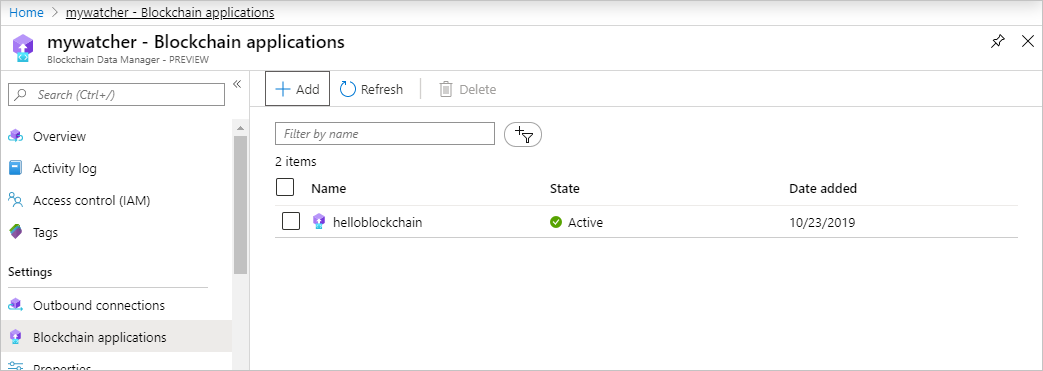 Home > mywatcher - Blockchain applications
mywatcher - Blockchain applications
Blockchain Data Manager - PREVIEW
Search (Ctrl+/)
Overview
Activity log
Access control (IAM)
Tags
Settings
Outbound connections
Blockchain applications
Properties
Add Refresh Delete
Filter by name
2 items
Name State Date added
helloblockchain Active 10/23/2019